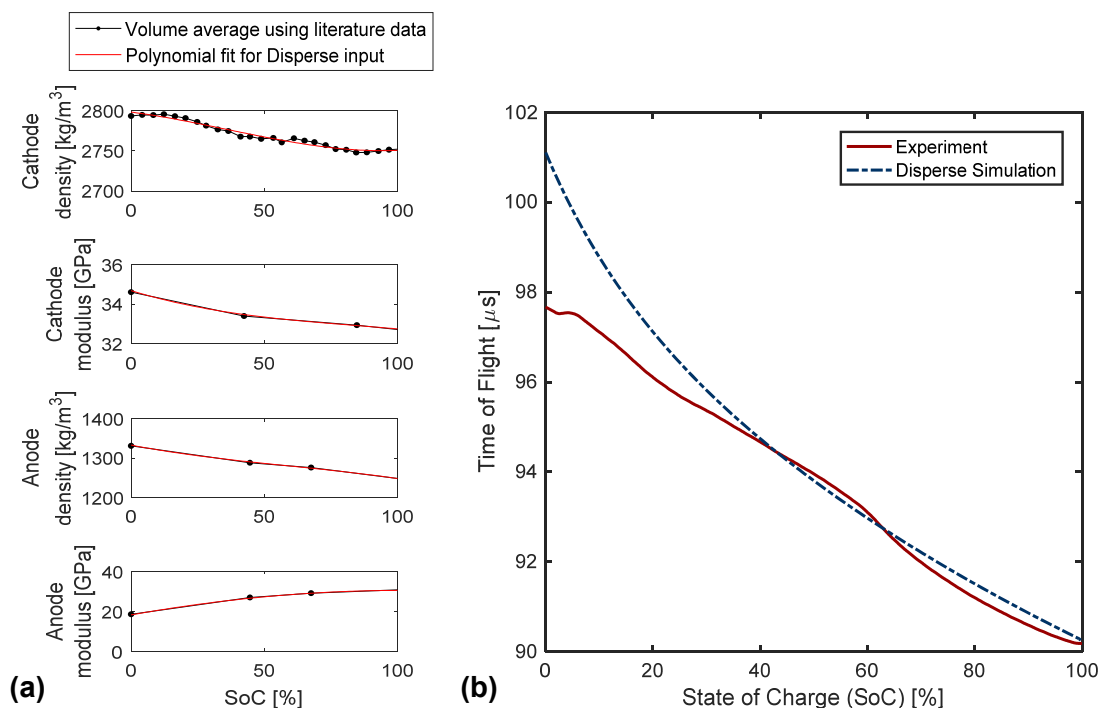 Volume average using literature data
Polynomial fit for Disperse input
Cathode
density [kg/m3]
2800
2750
2700
0
50
100
Cathode
modulus [GPa]
36
34
32
0
50
100
Anode
density [kg/m3]
1400
1300
1200
0
50
100
Anode
modulus [GPa]
40
20
0
0
50
100
SoC [%]
(a)
Experiment
Disperse Simulation
Time of Flight [μs]
102
100
98
96
94
92
90
0
20
40
60
80
100
State of Charge (SoC) [%]
(b)